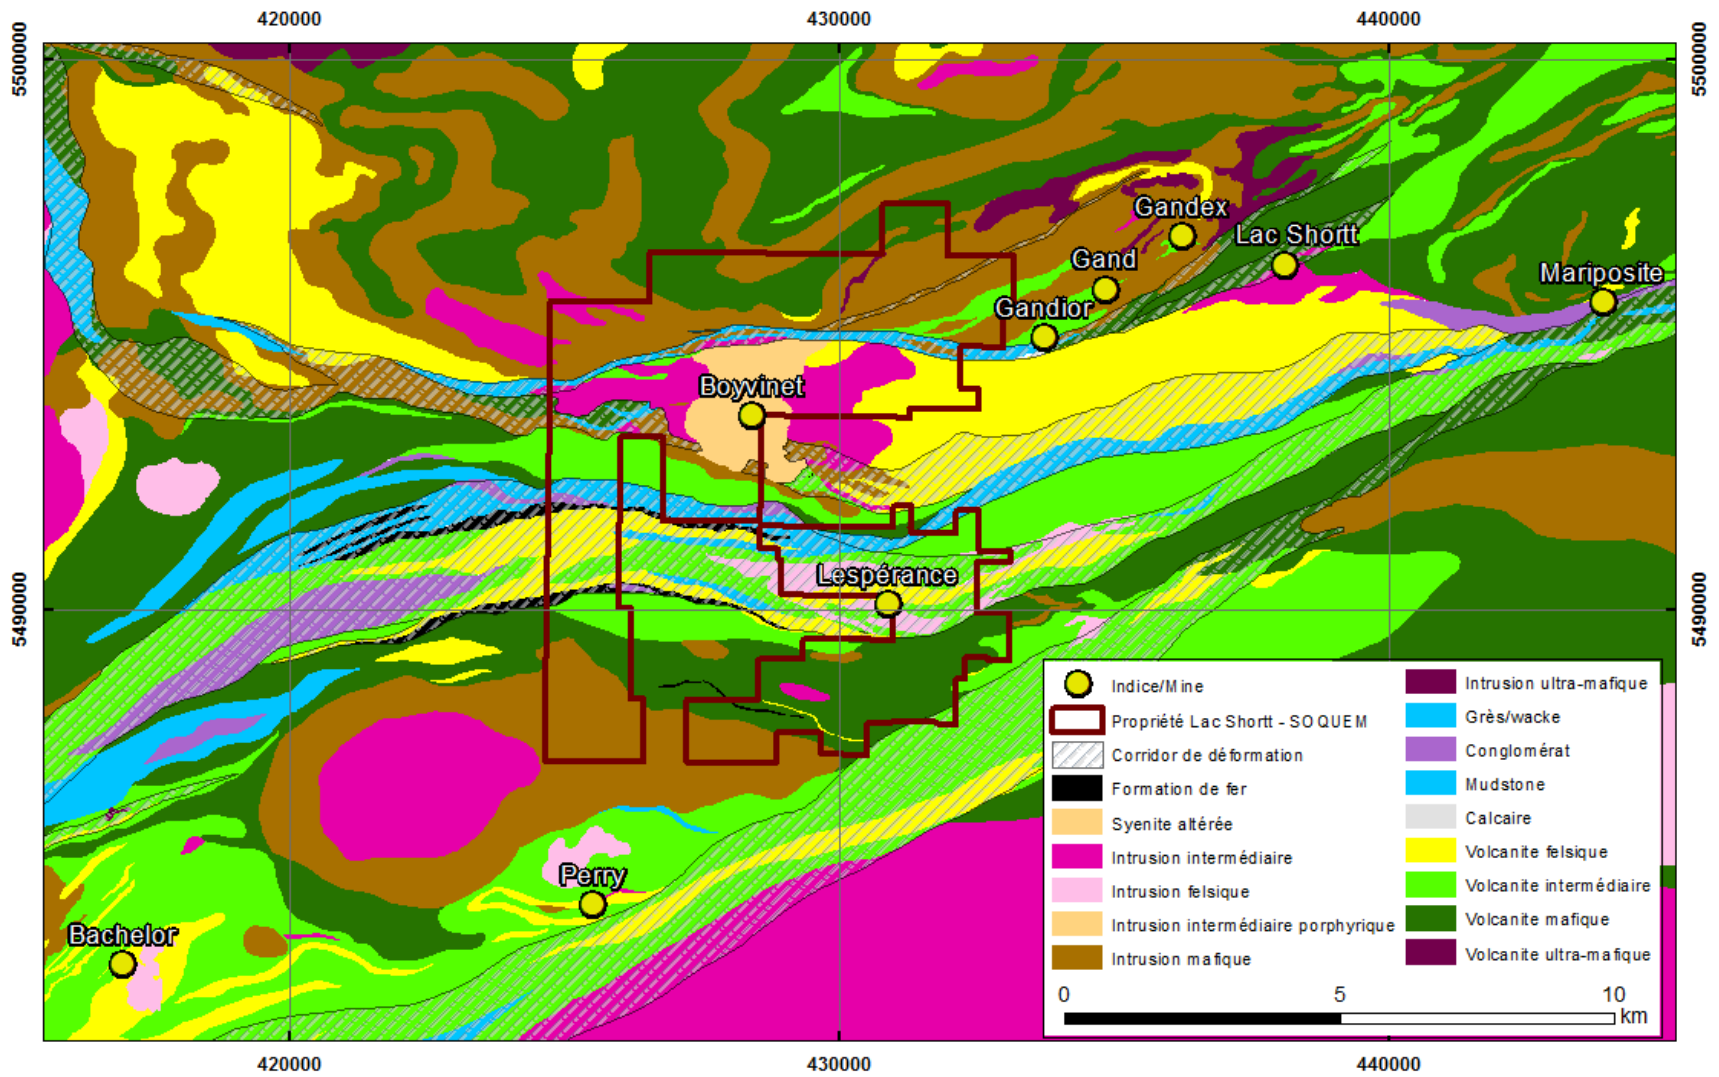 420000
430000
440000
5500000
5500000
Gandex
Lac Shortt
Gand
Mariposite
Gandior
Boyvinet
Lespérance
5490000
5490000
Perry
Bachelor
Indice/Mine
Propriété Lac Shortt - SOQUEM
Corridor de déformation
Formation de fer
Syenite altérée
Intrusion intermédiaire
Intrusion felsique
Intrusion intermédiaire porphyrique
Intrusion mafique
Intrusion ultra-mafique
Grès/wacke
Conglomérat
Mudstone
Calcaire
Volcanite felsique
Volcanite intermédiaire
Volcanite mafique
Volcanite ultra-mafique
0
5
10
km
420000
430000
440000